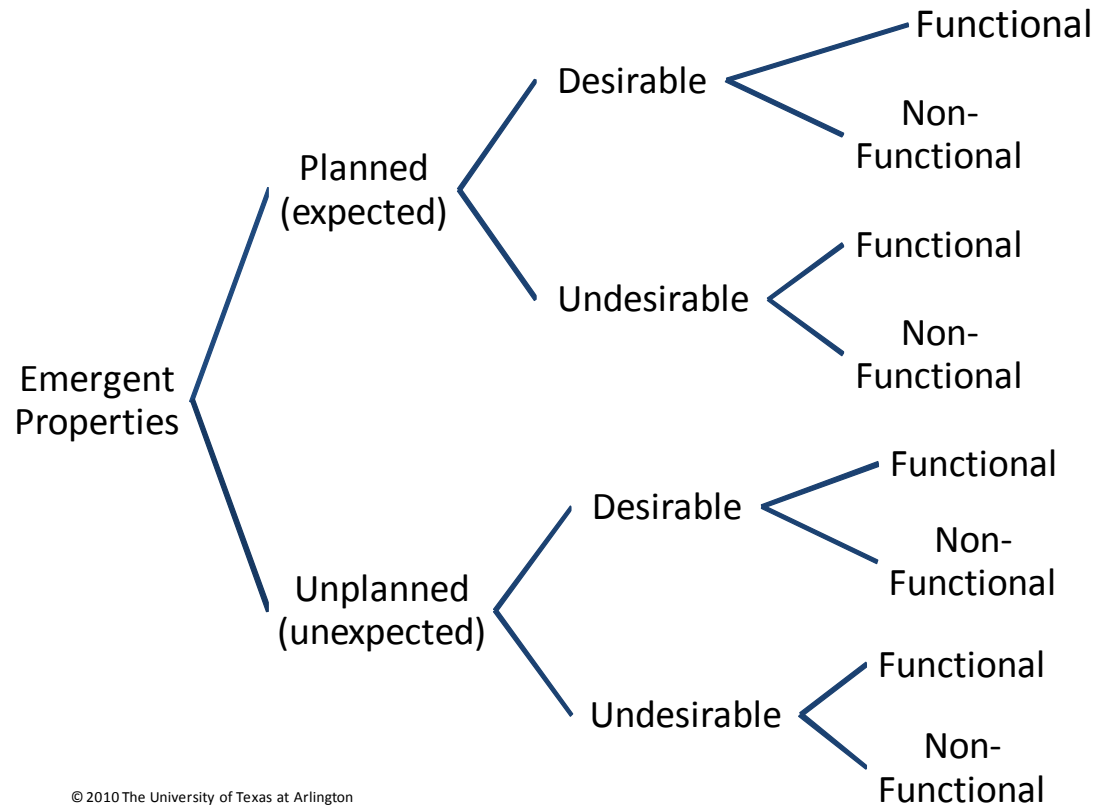 Functional
Desirable
Non-
Functional
Planned
(expected)
Functional
Undesirable
Non-
Functional
Emergent
Properties
Functional
Desirable
Non-
Functional
Unplanned
(unexpected)
Functional
Undesirable
Non-
Functional
© 2010 The University of Texas at Arlington